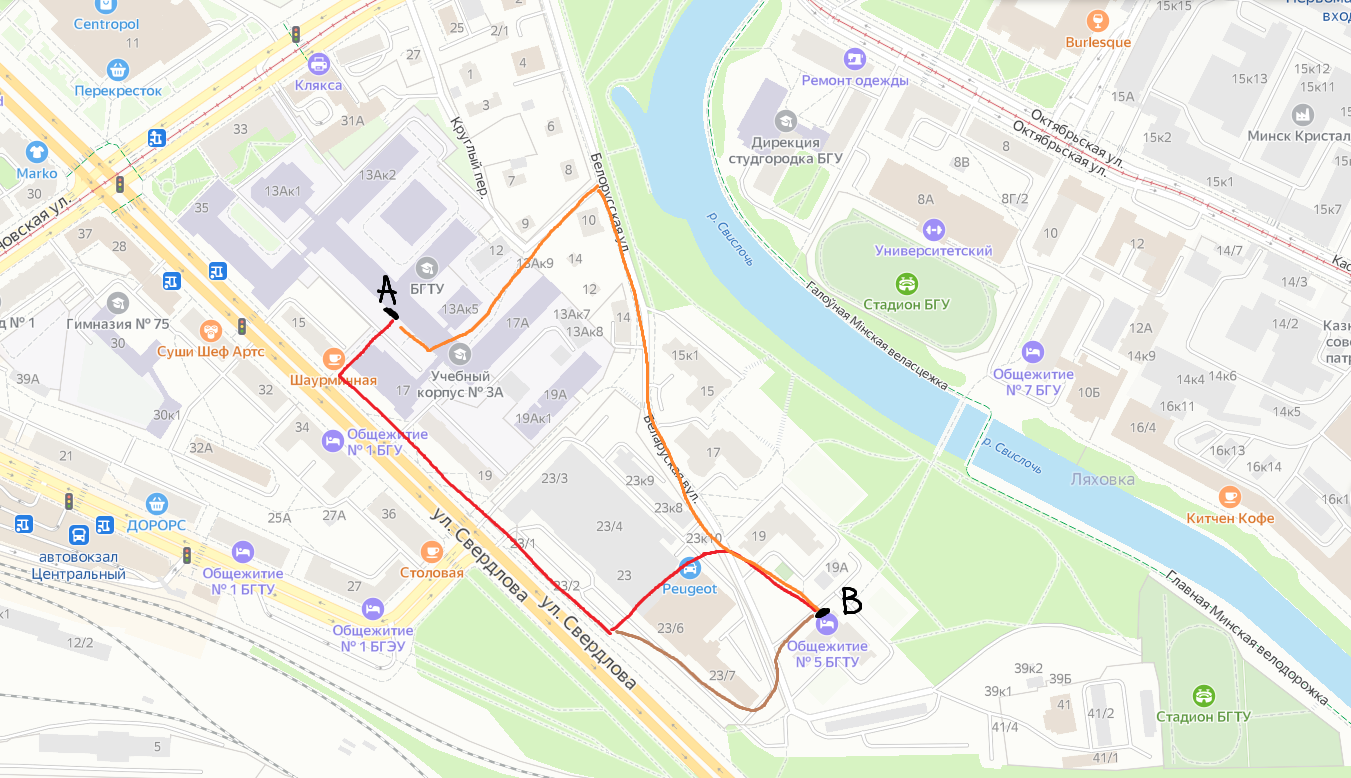 Centropol
11
Перекресток
Клякса
27
25
2/1
4
1
3
6
Круглый пер.
7
8
9
33
31А
Marko
30
13Ак1
13Ак2
35
37
28
новская ул.
Белорусская ул.
10
12
13Ак9
14
12
14
А
БГТУ
13Ак5
17А
13Ак7
13Ак8
Гимназия № 75
30
д № 1
15
Суши Шеф Артс
Шаурмичная
32
39А
30к1
17
Учебный
корпус № 3А
19А
19Ак1
Общежитие
№ 1 БГУ
34
32А
21
19
15к1
15
17
Беларуская вул.
23/3
23к9
23к8
23/4
23к10
19
19А
23
Peugeot
23/1
23/2
23/6
23/7
B
Общежитие
№ 5 БГТУ
ДОРОРС
25А
27А
36
ул. Свердлова
ул. Свердлова
Столовая
27
автовокзал
Центральный
Общежитие
№ 1 БГТУ
Общежитие
№ 1 БГЭУ
к1
12/2
5
Burlesque
Первома
вход
15к15
15к13
15к12
15к11
15А
15к2
Минск Кристал
15к1
15к7
Ремонт одежды
Дирекция
студгородка БГУ
Октябрьская ул.
Октябрьская ул.
8
8В
8А
8Г/2
10
12
14/7
14/3
14/2
Университетский
Стадион БГУ
р. Свислочь
Галоўная Мінская веласцежка
Общежитие
№ 7 БГУ
10Б
14к9
14к4
14к6
14к5
16к11
16/4
16к13
16к14
16к9
р. Свислочь
Ляховка
Китчен Кофе
Главная Минская велодорожка
Стадион БГТУ
39к2
39Б
39к1
41
41/2
41/4
41/1